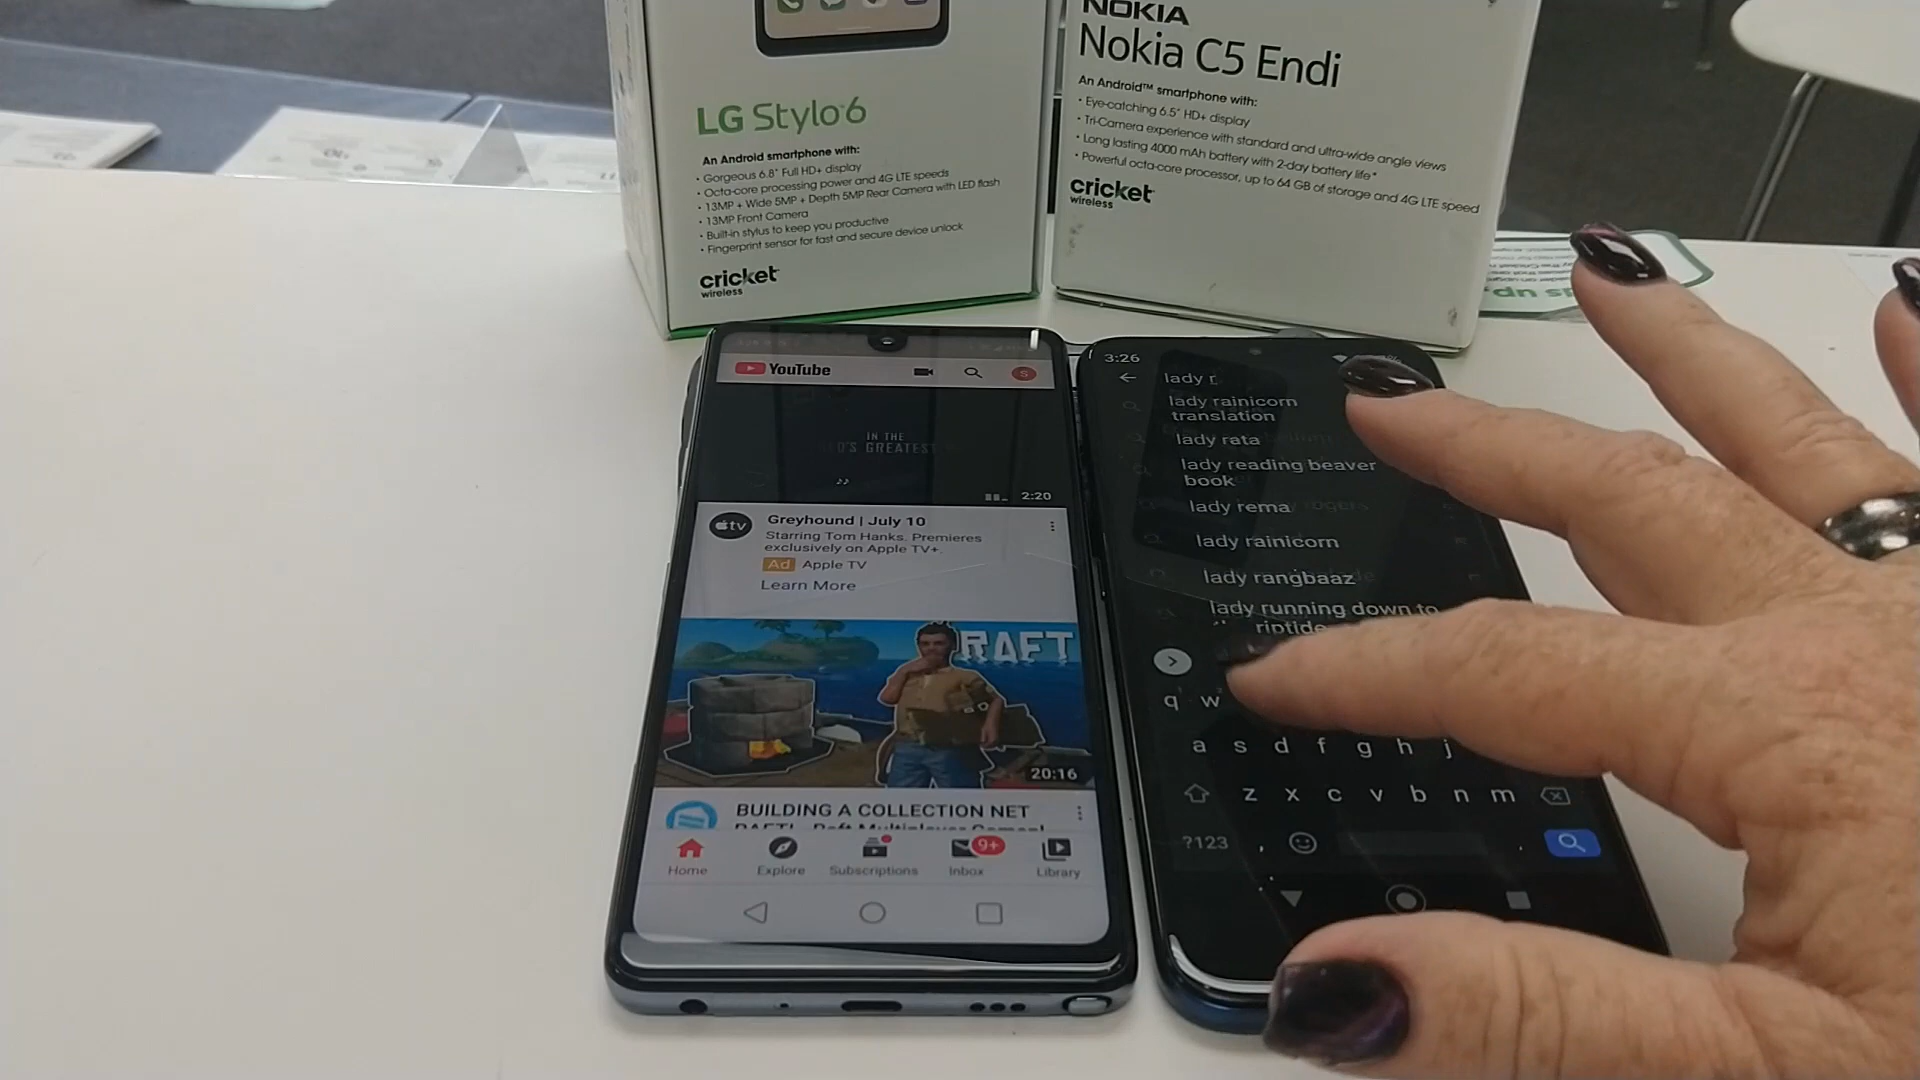 LG Stylo 6
An Android smartphone with:
• Gorgeous 6.8" Full HD+ display
• Octa-core processing power and 4G LTE speeds
• 13MP + Wide 5MP + Depth 5MP Rear Camera with LED flash
• 13MP Front Camera
• Built-in stylus to keep you productive
• Fingerprint sensor for fast and secure device unlock
cricket
wireless
NOKIA
Nokia C5 Endi
An Android™ smartphone with:
• Eye-catching 6.5" HD+ display
• Tri-Camera experience with standard and ultra-wide angle views
• Long lasting 4000 mAh battery with 2-day battery life*
• Powerful octa-core processor, up to 64 GB of storage and 4G LTE speed
cricket
wireless
YouTube
S
IN THE
GREATEST
2:20
tv
Greyhound | July 10
Starring Tom Hanks. Premieres
exclusively on Apple TV+.
Ad Apple TV
Learn More
RAFT
20:16
BUILDING A COLLECTION NET
Home
Explore
Subscriptions
9+
Inbox
Library
3:26
lady r
lady rainicorn
translation
lady rata
lady reading beaver
book
lady rema
lady rainicorn
lady rangbaaz
lady running down to
riptide
q w
a s d f g h j
z x c v b n m
?123 , .